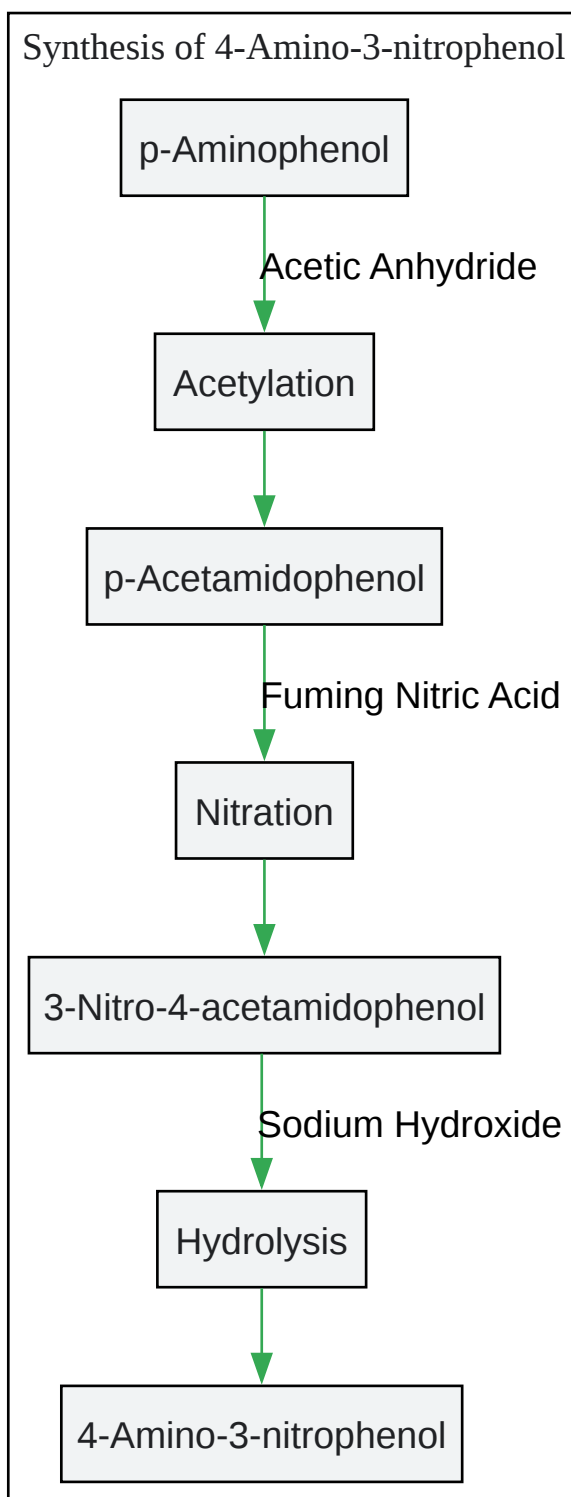 Synthesis of 4-Amino-3-nitrophenol
p-Aminophenol
Acetic Anhydride
Acetylation
p-Acetamidophenol
Fuming Nitric Acid
Nitration
3-Nitro-4-acetamidophenol
Sodium Hydroxide
Hydrolysis
4-Amino-3-nitrophenol